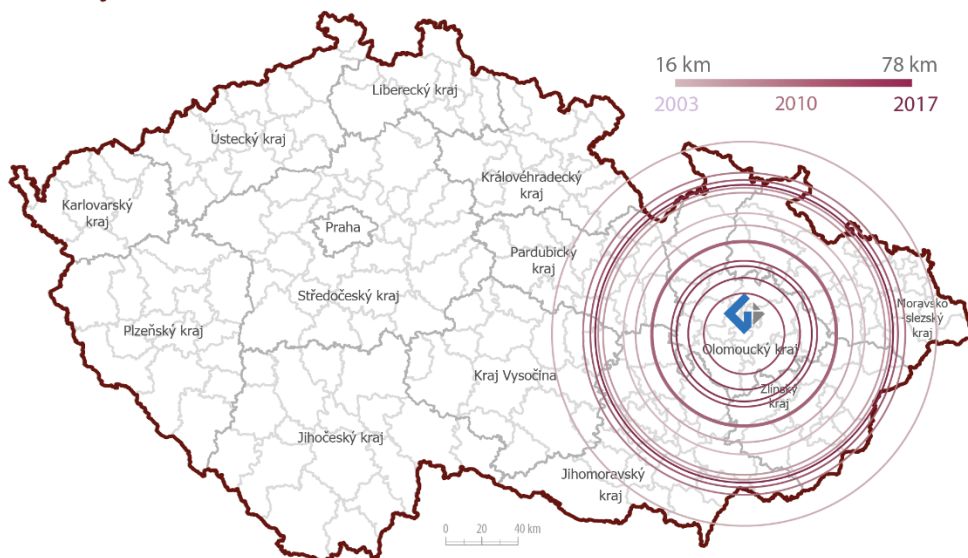 16 km 78 km
2003 2010 2017
Liberecký kraj
Ústecký kraj
Královéhradecký
kraj
Karlovarský
kraj
Praha
Pardubický
kraj
Středočeský kraj
Moravsko
-slezský
kraj
Plzeňský kraj
Olomoucký kraj
Kraj Vysočina
Zlínský
kraj
Jihočeský kraj
Jihomoravský
kraj
0 20 40 km